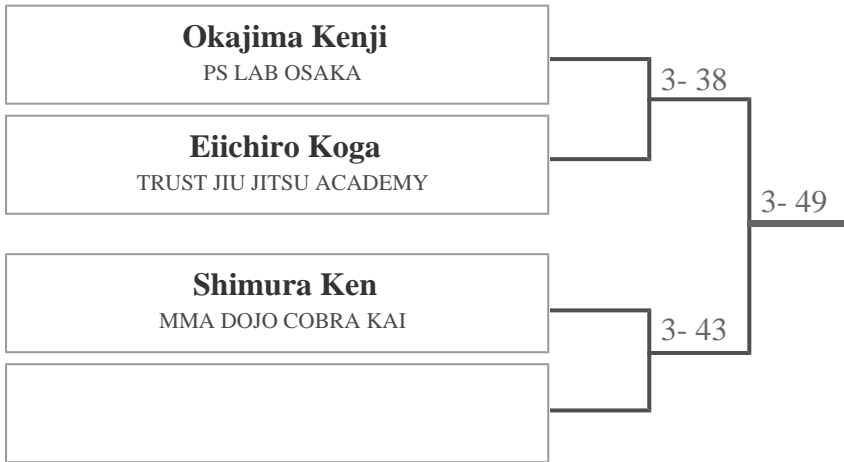 Okajima Kenji
PS LAB OSAKA
3- 38
Eiichiro Koga
TRUST JIU JITSU ACADEMY
3- 49
Shimura Ken
MMA DOJO COBRA KAI
3- 43